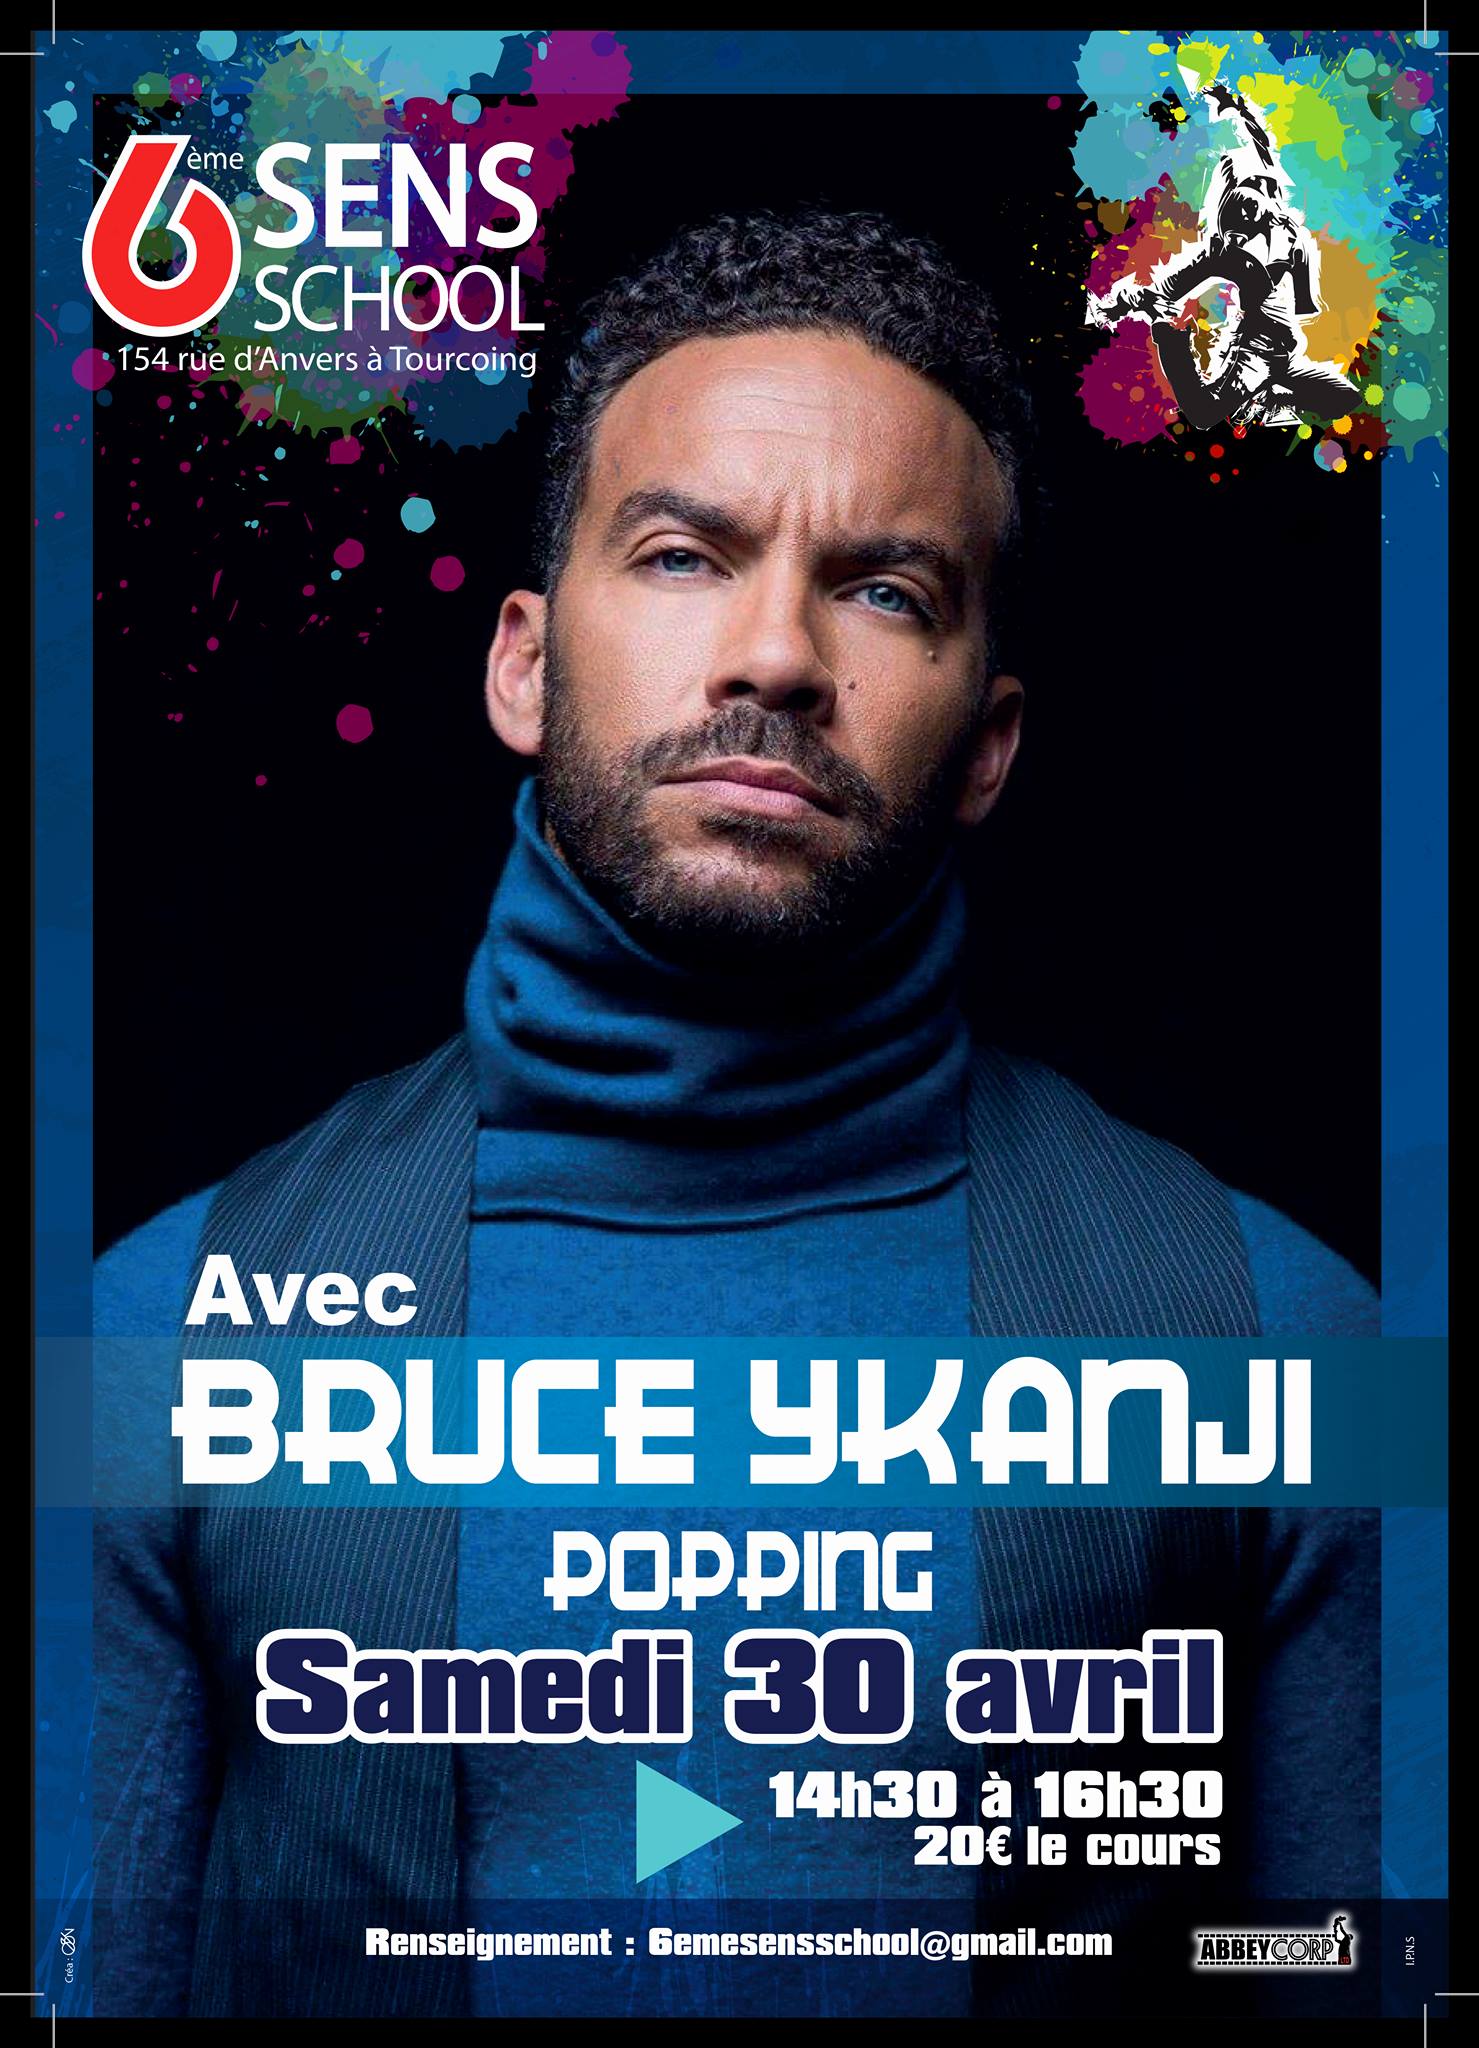 6ème SENS
SCHOOL
154 rue d'Anvers à Tourcoing
Avec
BRUCE YKANJI
POPPING
Samedi 30 avril
14h30 à 16h30
20€ le cours
Renseignement : 6emesensschool@gmail.com
ABBEYCORP
Créa :
I.P.N.S